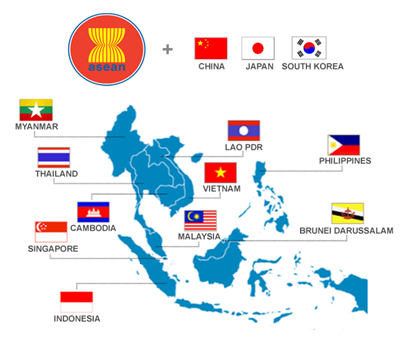 asean
+
CHINA
JAPAN
SOUTH KOREA
MYANMAR
LAO PDR
PHILIPPINES
THAILAND
VIETNAM
CAMBODIA
MALAYSIA
BRUNEI DARUSSALAM
SINGAPORE
INDONESIA